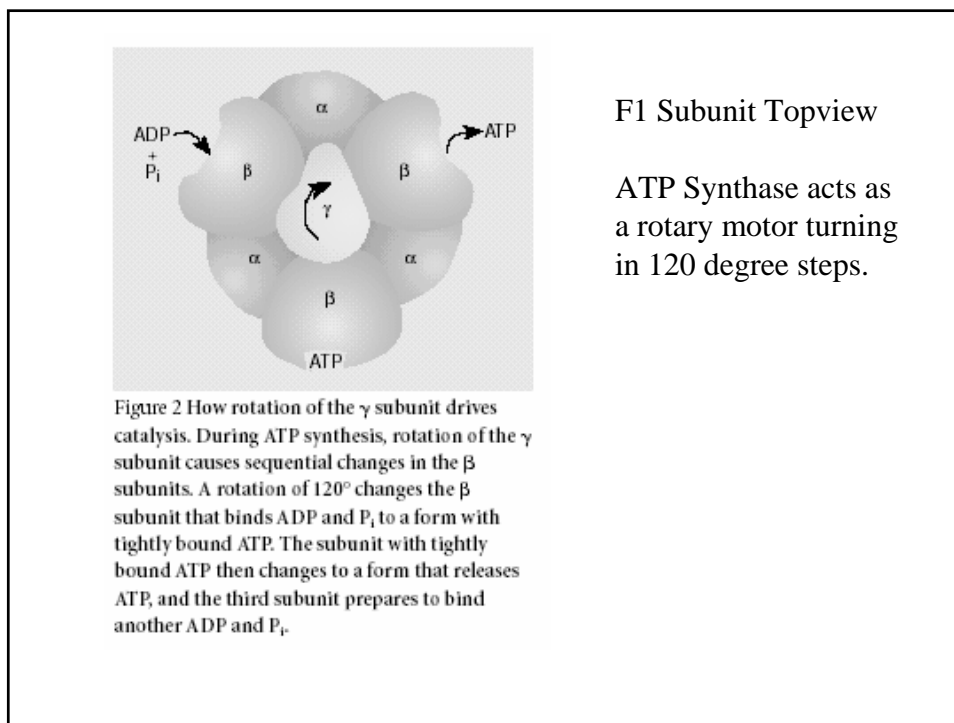 α
ADP
+
Pi
β
β
ATP
γ
α
α
β
ATP
Figure 2 How rotation of the γ subunit drives
catalysis. During ATP synthesis, rotation of the γ
subunit causes sequential changes in the β
subunits. A rotation of 120° changes the β
subunit that binds ADP and Pi to a form with
tightly bound ATP. The subunit with tightly
bound ATP then changes to a form that releases
ATP, and the third subunit prepares to bind
another ADP and Pi.
F1 Subunit Topview
ATP Synthase acts as
a rotary motor turning
in 120 degree steps.